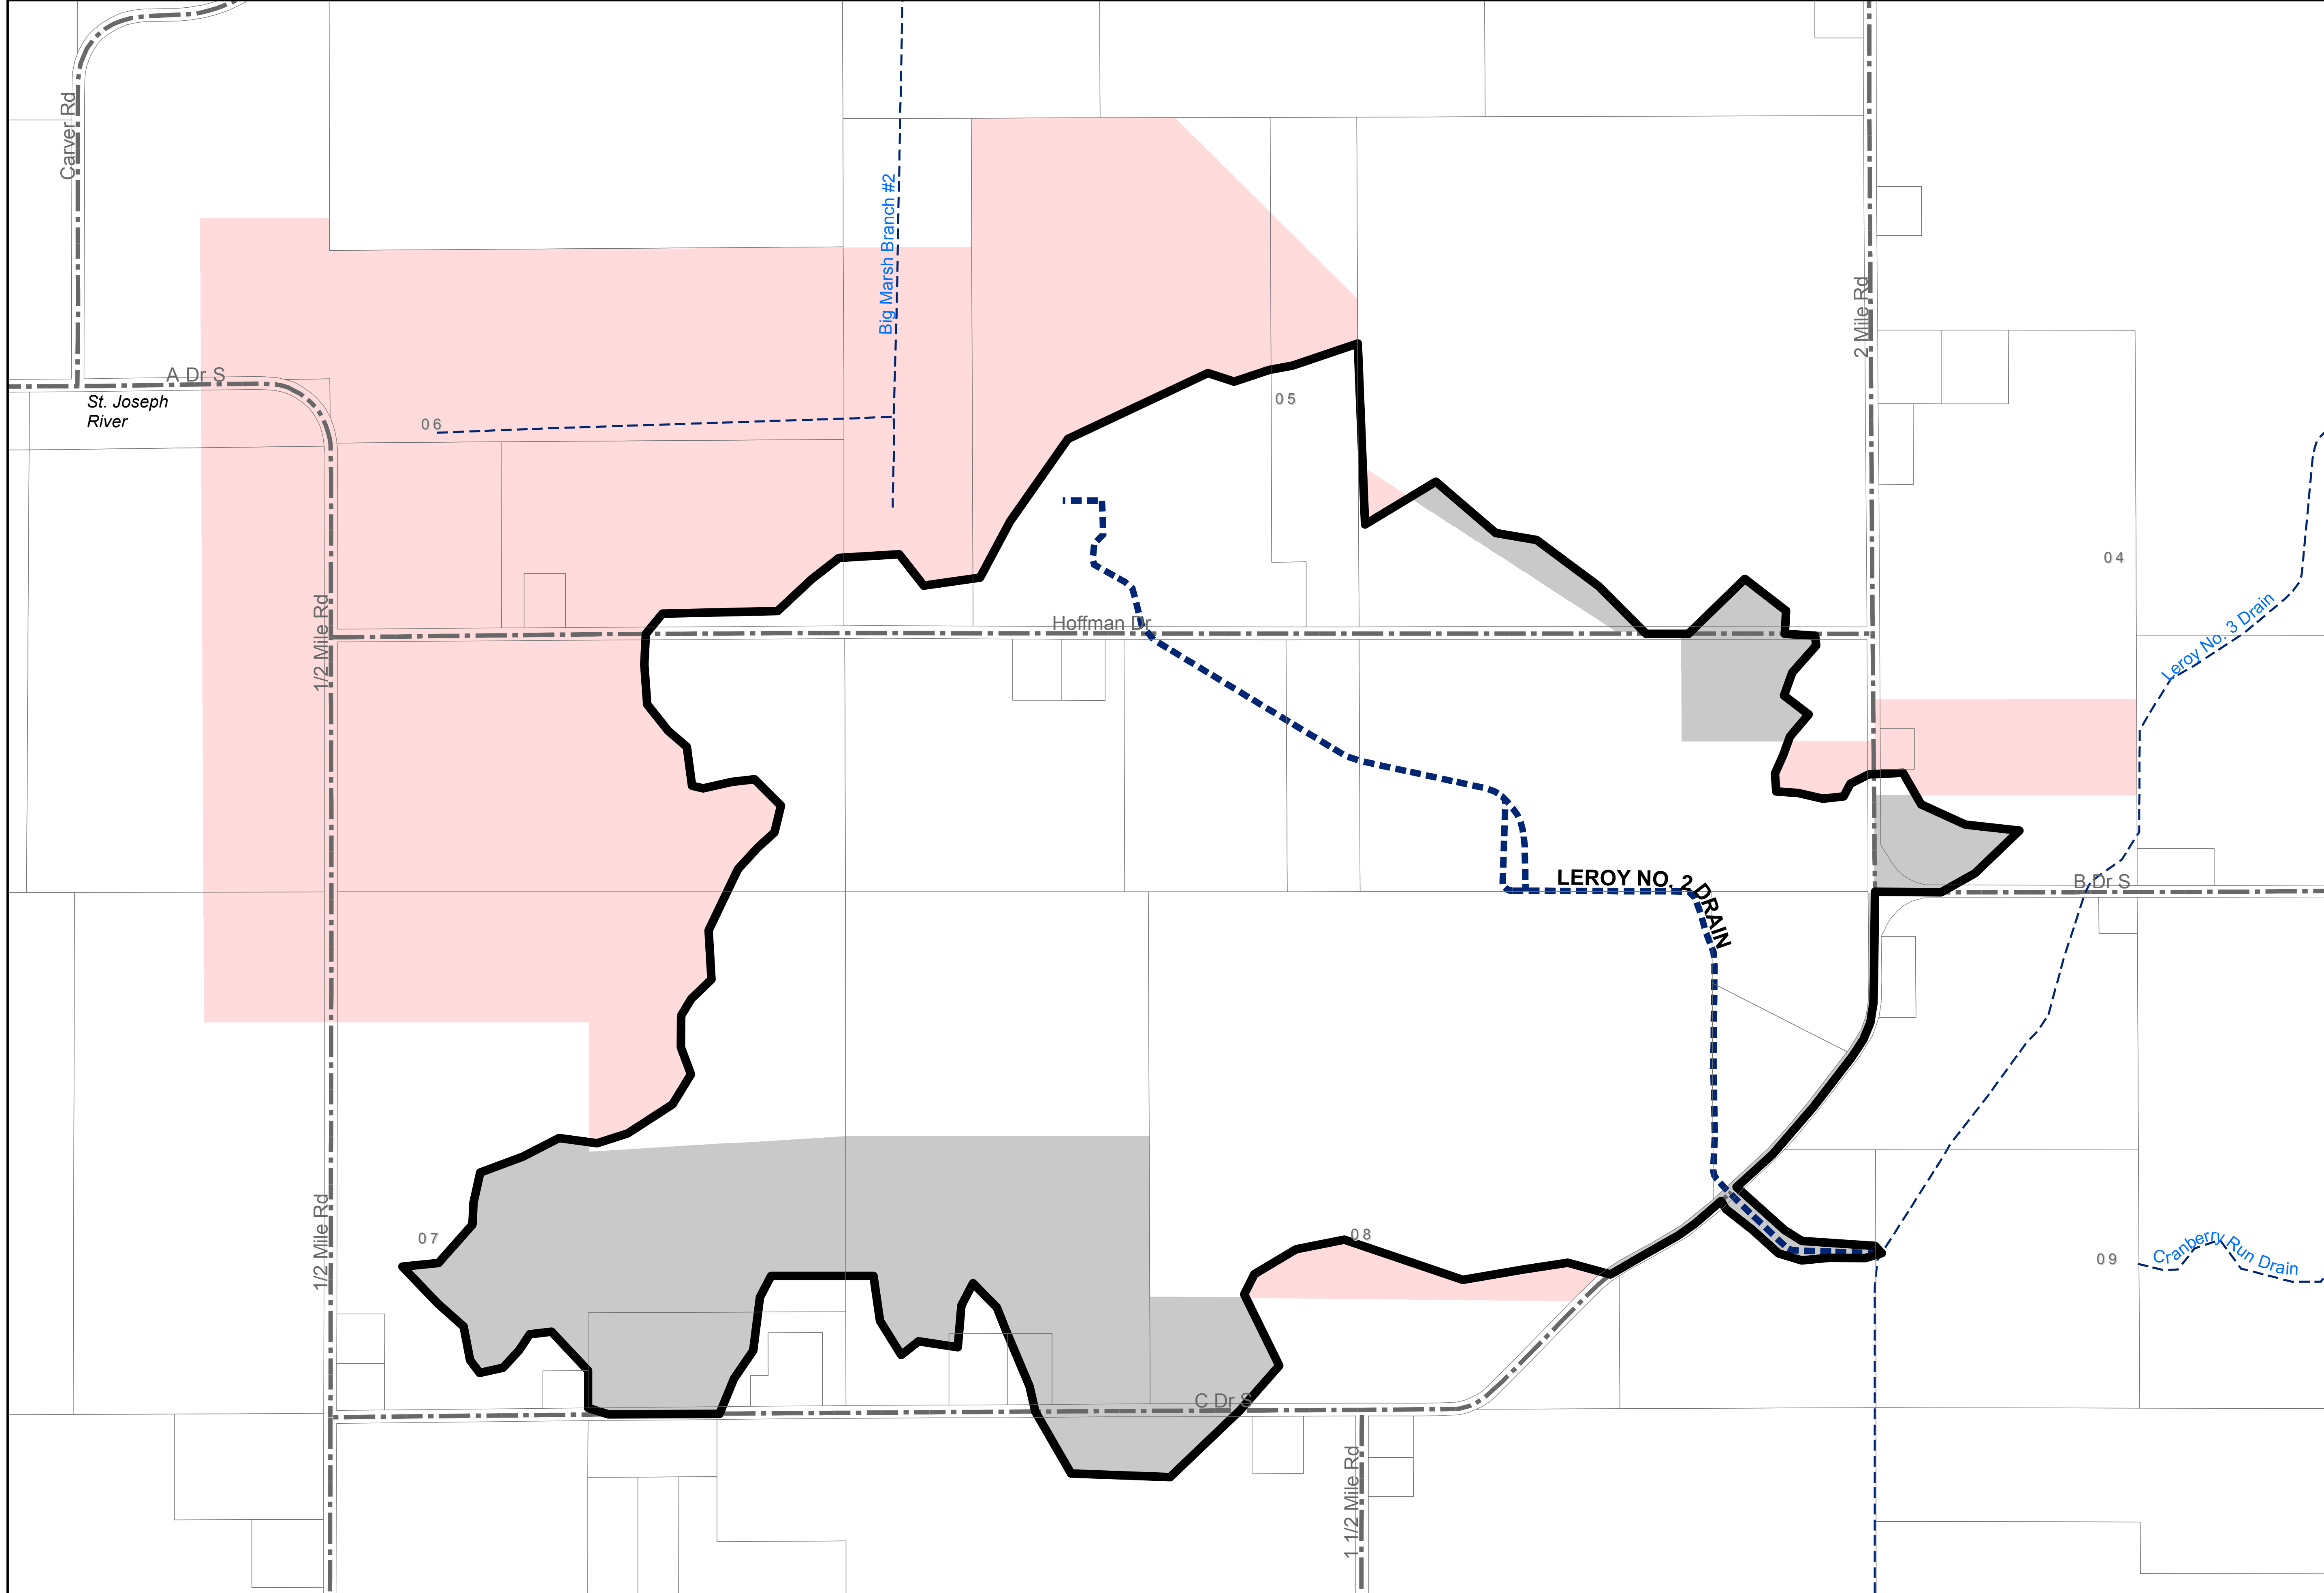 Carver Rd
Big Marsh Branch #2
2 Mile Rd
A Dr S
St. Joseph
River
06
05
04
Leroy No. 3 Drain
1/2 Mile Rd
Hoffman Dr
LEROY NO. 2 DRAIN
B Dr S
1/2 Mile Rd
07
08
09
Cranberry Run Drain
C Dr S
1 1/2 Mile Rd